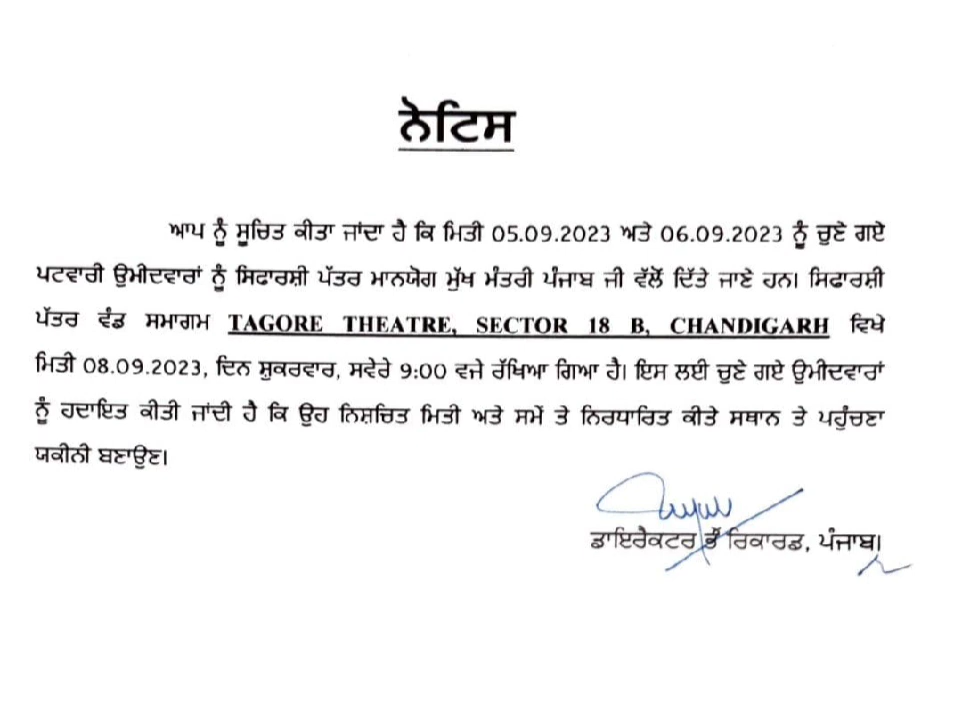 ਨੋਟਿਸ
ਆਪ ਨੂੰ ਸੂਚਿਤ ਕੀਤਾ ਜਾਂਦਾ ਹੈ ਕਿ ਮਿਤੀ 05.09.2023 ਅਤੇ 06.09.2023 ਨੂੰ ਚੁਣੇ ਗਏ
ਪਟਵਾਰੀ ਉਮੀਦਵਾਰਾਂ ਨੂੰ ਸਿਫਾਰਸ਼ੀ ਪੱਤਰ ਮਾਨਯੋਗ ਮੁੱਖ ਮੰਤਰੀ ਪੰਜਾਬ ਜੀ ਵੱਲੋਂ ਦਿੱਤੇ ਜਾਣੇ ਹਨ। ਸਿਫਾਰਸ਼ੀ
ਪੱਤਰ ਵੰਡ ਸਮਾਗਮ TAGORE THEATRE, SECTOR 18 B, CHANDIGARH ਵਿਖੇ
ਮਿਤੀ 08.09.2023, ਦਿਨ ਸ਼ੁਕਰਵਾਰ, ਸਵੇਰੇ 9:00 ਵਜੇ ਰੱਖਿਆ ਗਿਆ ਹੈ। ਇਸ ਲਈ ਚੁਣੇ ਗਏ ਉਮੀਦਵਾਰਾਂ
ਨੂੰ ਹਦਾਇਤ ਕੀਤੀ ਜਾਂਦੀ ਹੈ ਕਿ ਉਹ ਨਿਸ਼ਚਿਤ ਮਿਤੀ ਅਤੇ ਸਮੇਂ ਤੇ ਨਿਰਧਾਰਿਤ ਕੀਤੇ ਸਥਾਨ ਤੇ ਪਹੁੰਚਣਾ
ਯਕੀਨੀ ਬਣਾਉਣ।
ਡਾਇਰੈਕਟਰ ਭੌਂ ਰਿਕਾਰਡ, ਪੰਜਾਬ।